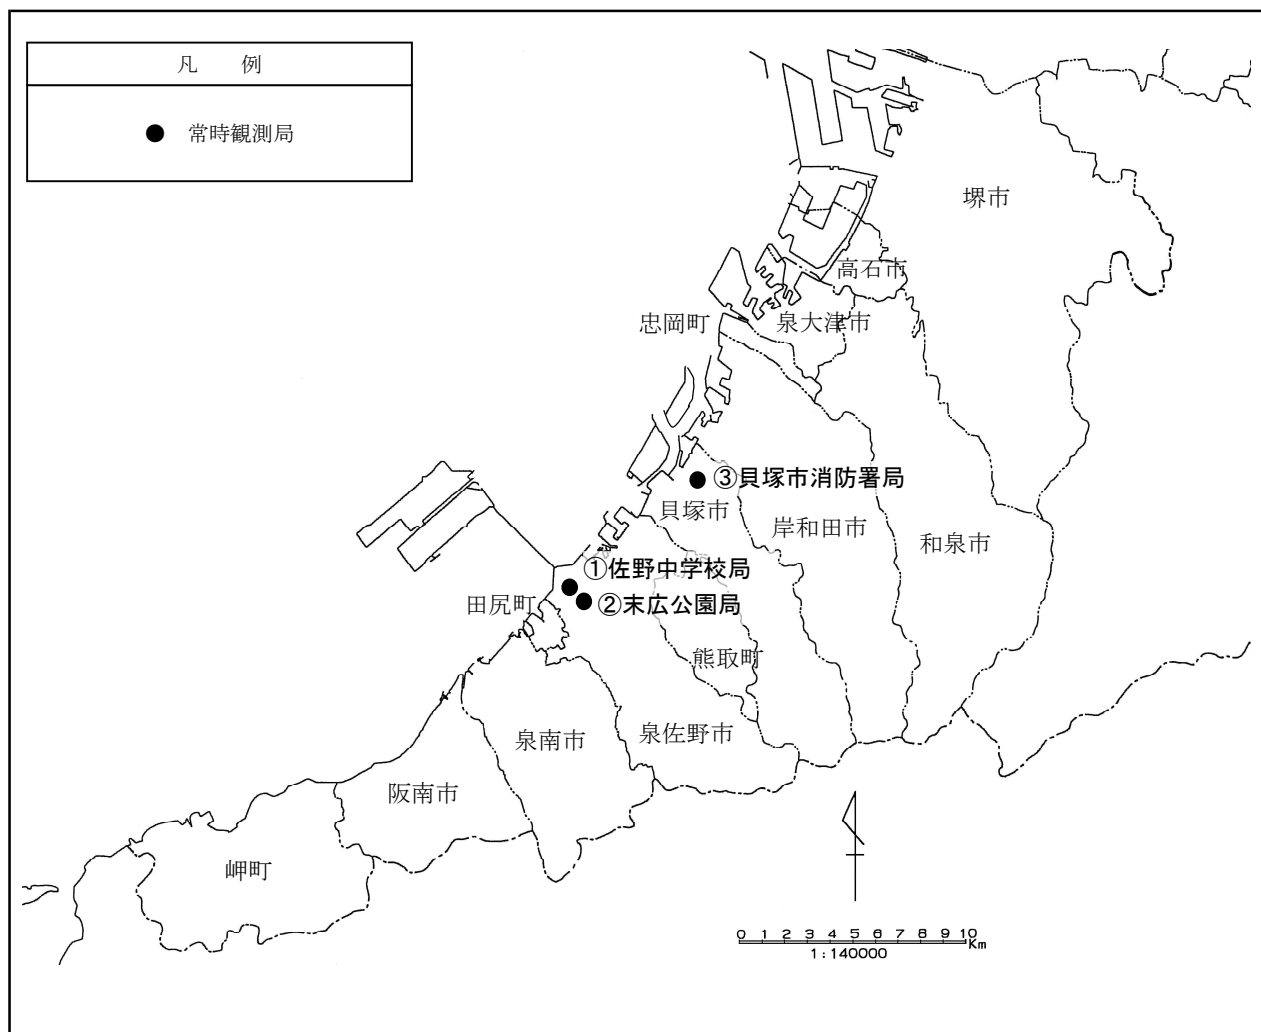 凡　例
常時観測局
堺市
高石市
忠岡町
泉大津市
③貝塚市消防署局
貝塚市
岸和田市
和泉市
①佐野中学校局
田尻町
②末広公園局
熊取町
泉南市
泉佐野市
阪南市
岬町
0 1 2 3 4 5 6 7 8 9 10
Km
1:140000